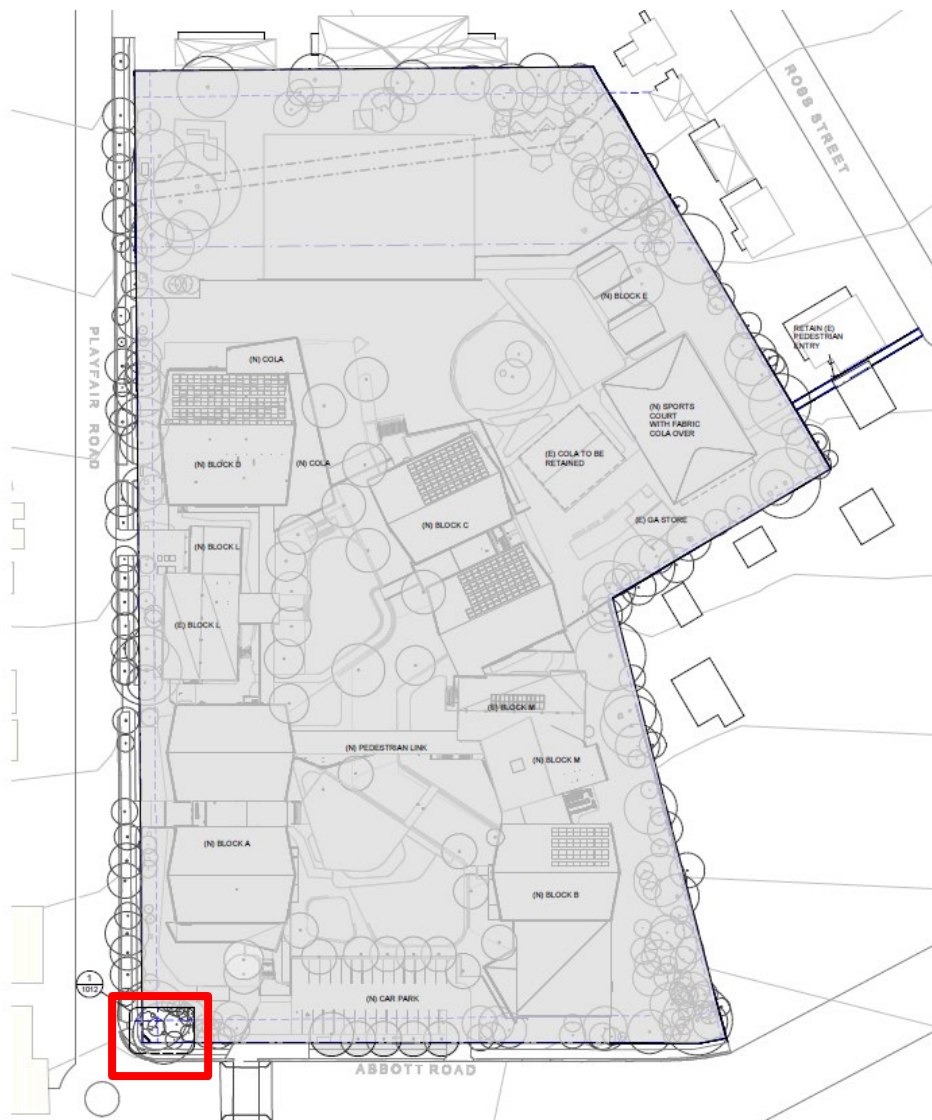 ROSS STREET
(N) BLOCK E
RETAIN (E)
PEDESTRIAN
ENTRY
PLAYFAIR ROAD
(N) COLA
(N) SPORTS
COURT
WITH FABRIC
COLA OVER
(N) BLOCK D
(N) COLA
(E) COLA TO BE
RETAINED
(N) BLOCK C
(E) GA STORE
(N) BLOCK L
(E) BLOCK L
(E) BLOCK M
(N) PEDESTRIAN LINK
(N) BLOCK M
(N) BLOCK A
(N) BLOCK B
1
1012
(N) CAR PARK
ABBOTT ROAD